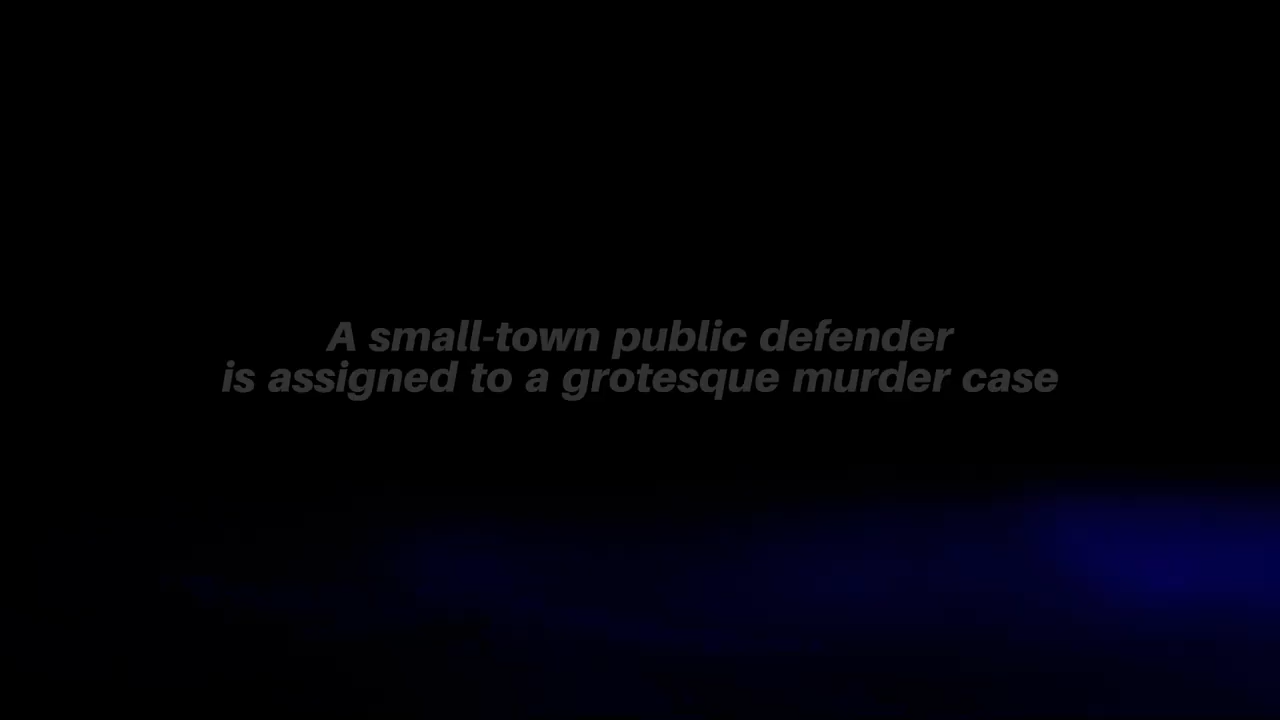 A small-town public defender
is assigned to a grotesque murder case